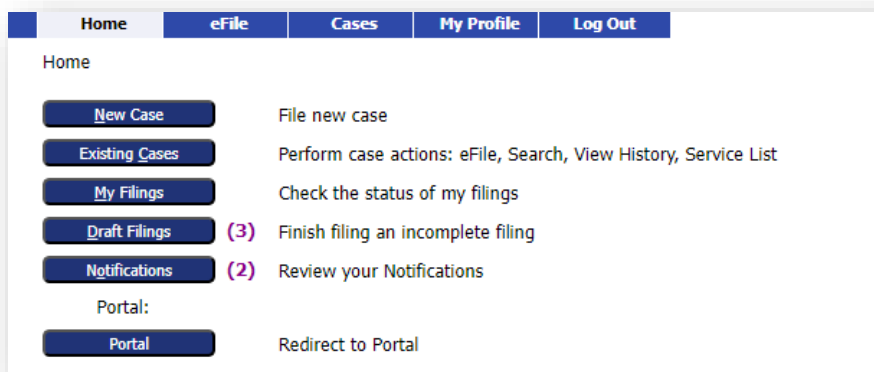 Home eFile Cases My Profile Log Out
Home
New Case File new case
Existing Cases Perform case actions: eFile, Search, View History, Service List
My Filings Check the status of my filings
Draft Filings (3) Finish filing an incomplete filing
Notifications (2) Review your Notifications
Portal:
Portal Redirect to Portal